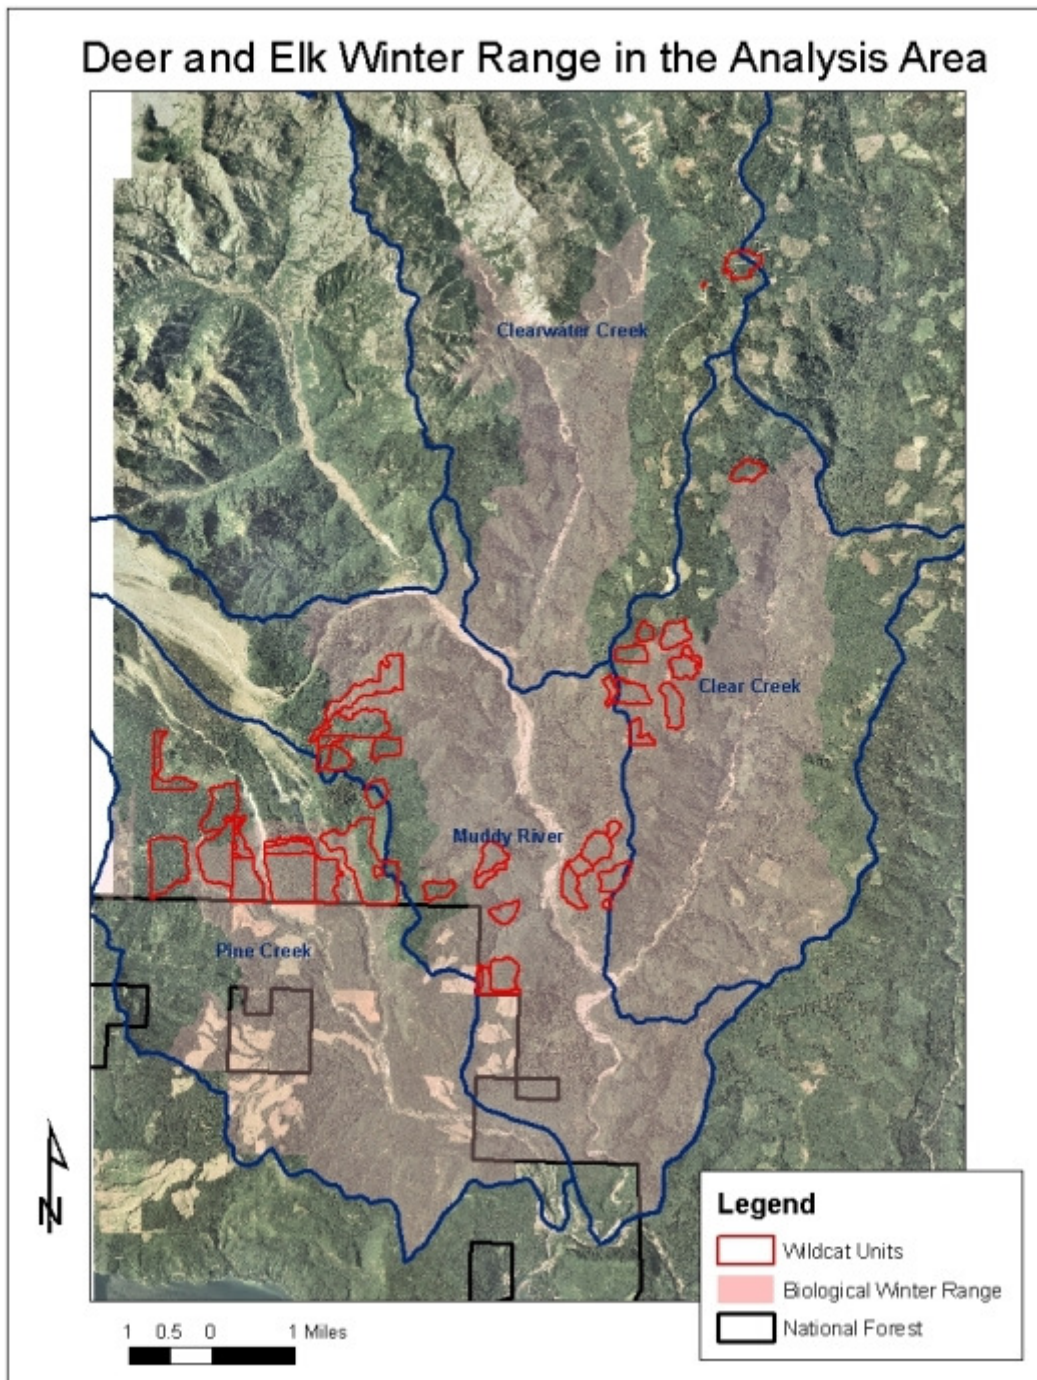 Deer and Elk Winter Range in the Analysis Area
Clearwater Creek
Clear Creek
Muddy River
Pine Creek
N
Legend
Wildcat Units
Biological Winter Range
National Forest
1 0.5 0 1 Miles